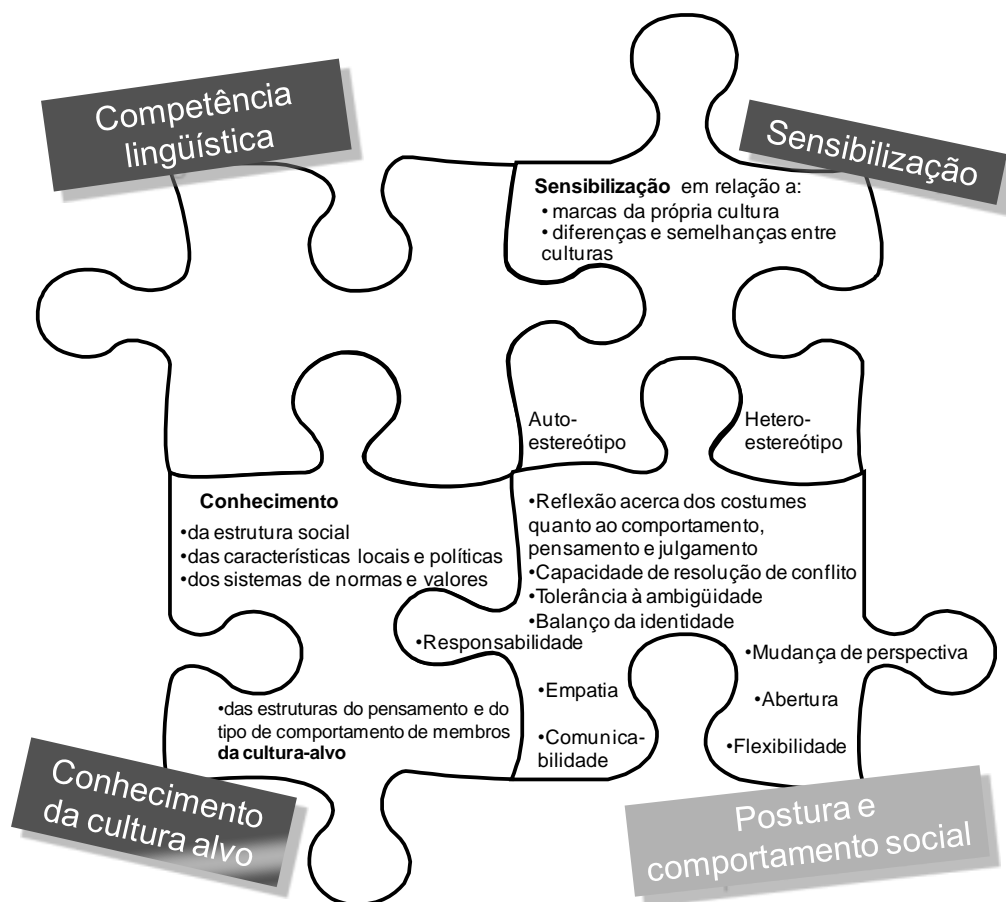 Competência
lingüística
Sensibilização
Sensibilização em relação a:
• marcas da própria cultura
• diferenças e semelhanças entre
culturas
Auto-
estereótipo
Hetero-
estereótipo
Conhecimento
•da estrutura social
•das características locais e políticas
•dos sistemas de normas e valores
•das estruturas do pensamento e do
tipo de comportamento de membros
da cultura-alvo
•Reflexão acerca dos costumes
quanto ao comportamento,
pensamento e julgamento
•Capacidade de resolução de conflito
•Tolerância à ambigüidade
•Balanço da identidade
•Responsabilidade
•Mudança de perspectiva
•Empatia
•Abertura
•Comunica-
bilidade
•Flexibilidade
Conhecimento
da cultura alvo
Postura e
comportamento social